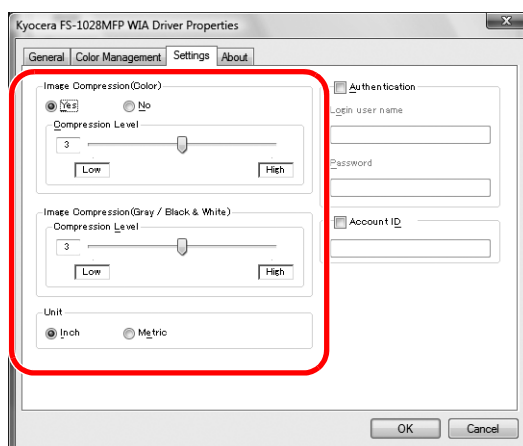 Kyocera FS-1028MFP WIA Driver Properties
General Color Management Settings About
Image Compression(Color)
Yes No
Compression Level
3
Low High
Image Compression(Gray / Black & White)
Compression Level
3
Low High
Unit
Inch Metric
Authentication
Login user name
Password
Account ID
OK Cancel